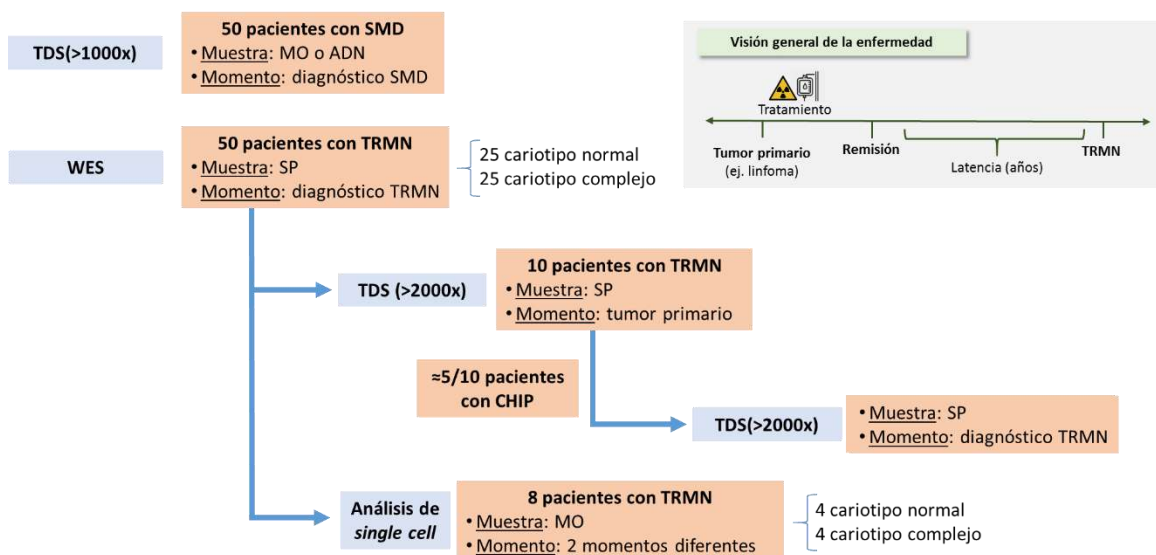 TDS(>1000x)
50 pacientes con SMD
• Muestra: MO o ADN
• Momento: diagnóstico SMD
Visión general de la enfermedad
Tratamiento
Tumor primario
(ej. linfoma)
Remisión
Latencia (años)
TRMN
WES
50 pacientes con TRMN
• Muestra: SP
• Momento: diagnóstico TRMN
25 cariotipo normal
25 cariotipo complejo
TDS (>2000x)
10 pacientes con TRMN
• Muestra: SP
• Momento: tumor primario
≈5/10 pacientes
con CHIP
TDS(>2000x)
• Muestra: SP
• Momento: diagnóstico TRMN
Análisis de
single cell
8 pacientes con TRMN
• Muestra: MO
• Momento: 2 momentos diferentes
4 cariotipo normal
4 cariotipo complejo